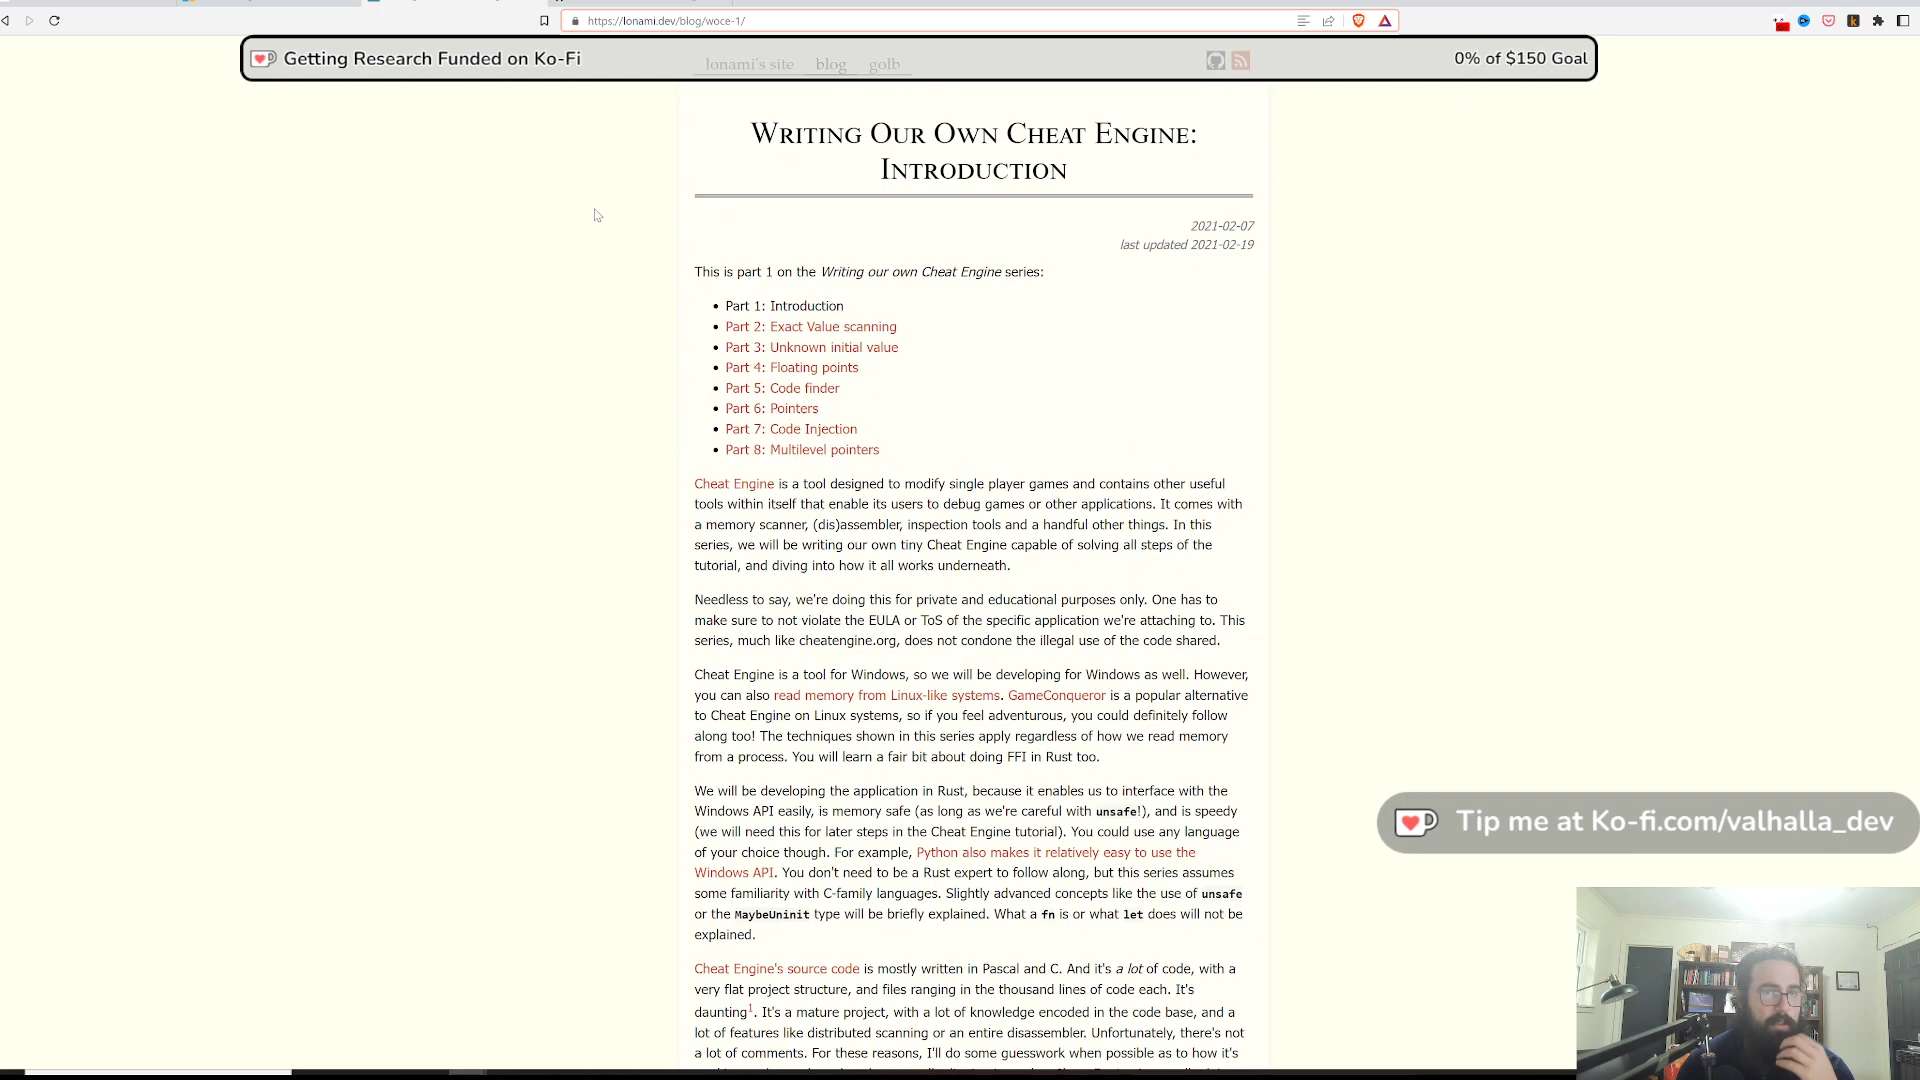 https://lonami.dev/blog/woce-1/
Getting Research Funded on Ko-Fi
lonami's site blog golb
0% of $150 Goal
Writing Our Own Cheat Engine:
Introduction
2021-02-07
last updated 2021-02-19
This is part 1 on the Writing our own Cheat Engine series:
• Part 1: Introduction
• Part 2: Exact Value scanning
• Part 3: Unknown initial value
• Part 4: Floating points
• Part 5: Code finder
• Part 6: Pointers
• Part 7: Code Injection
• Part 8: Multilevel pointers
Cheat Engine is a tool designed to modify single player games and contains other useful
tools within itself that enable its users to debug games or other applications. It comes with
a memory scanner, (dis)assembler, inspection tools and a handful other things. In this
series, we will be writing our own tiny Cheat Engine capable of solving all steps of the
tutorial, and diving into how it all works underneath.
Needless to say, we're doing this for private and educational purposes only. One has to
make sure to not violate the EULA or ToS of the specific application we're attaching to. This
series, much like cheatengine.org, does not condone the illegal use of the code shared.
Cheat Engine is a tool for Windows, so we will be developing for Windows as well. However,
you can also read memory from Linux-like systems. GameConqueror is a popular alternative
to Cheat Engine on Linux systems, so if you feel adventurous, you could definitely follow
along too! The techniques shown in this series apply regardless of how we read memory
from a process. You will learn a fair bit about doing FFI in Rust too.
We will be developing the application in Rust, because it enables us to interface with the
Windows API easily, is memory safe (as long as we're careful with unsafe!), and is speedy
(we will need this for later steps in the Cheat Engine tutorial). You could use any language
of your choice though. For example, Python also makes it relatively easy to use the
Windows API. You don't need to be a Rust expert to follow along, but this series assumes
some familiarity with C-family languages. Slightly advanced concepts like the use of unsafe
or the MaybeUninit type will be briefly explained. What a fn is or what let does will not be
explained.
Cheat Engine's source code is mostly written in Pascal and C. And it's a lot of code, with a
very flat project structure, and files ranging in the thousand lines of code each. It's
daunting1. It's a mature project, with a lot of knowledge encoded in the code base, and a
lot of features like distributed scanning or an entire disassembler. Unfortunately, there's not
a lot of comments. For these reasons, I'll do some guesswork when possible as to how it's
Tip me at Ko-fi.com/valhalla_dev